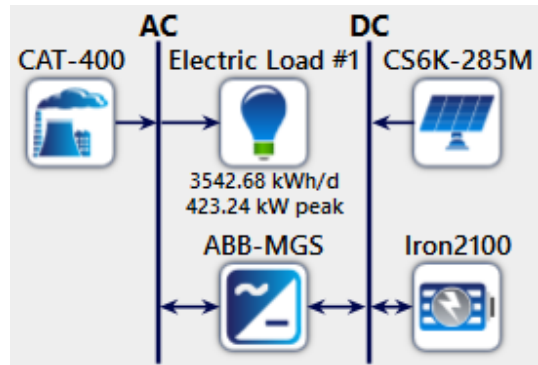 AC DC
CAT-400 Electric Load #1 CS6K-285M
3542.68 kWh/d
423.24 kW peak
ABB-MGS Iron2100